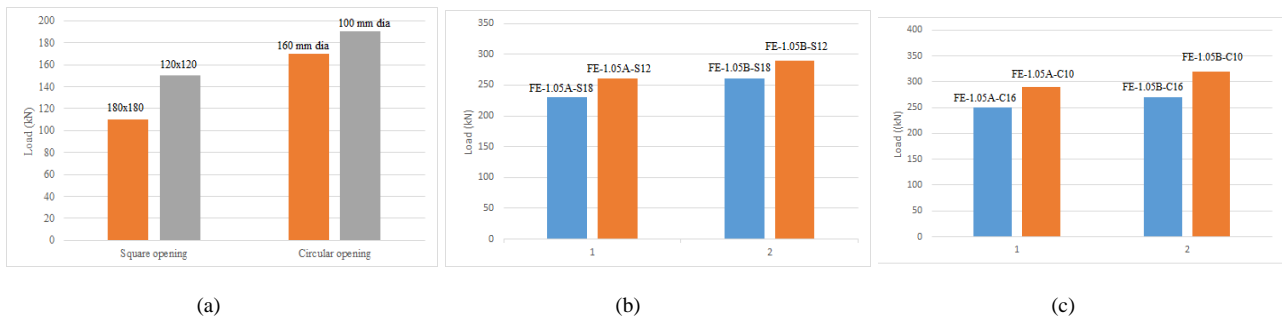 200
180
160
140
120
100
80
60
40
20
0
Load (kN)
180x180
120x120
160 mm dia
100 mm dia
Square opening
Circular opening
(a)
350
300
250
200
150
100
50
0
Load (kN)
FE-1.05A-S18
FE-1.05A-S12
FE-1.05B-S18
FE-1.05B-S12
1
2
(b)
400
350
300
250
200
150
100
50
0
Load ((kN)
FE-1.05A-C16
FE-1.05A-C10
FE-1.05B-C16
FE-1.05B-C10
1
2
(c)